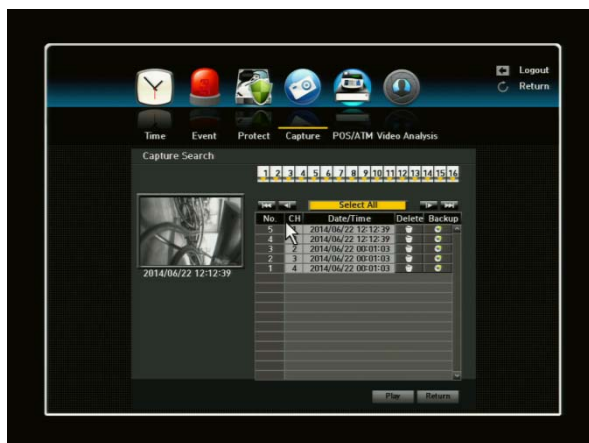 Logout
Return
Time Event Protect Capture POS/ATM Video Analysis
Capture Search
1 2 3 4 5 6 7 8 9 10 11 12 13 14 15 16
Select All
No. CH Date/Time Delete Backup
5 2014/06/22 12:12:39
4 2014/06/22 12:12:39
3 2 2014/06/22 00:01:03
2 3 2014/06/22 00:01:03
1 4 2014/06/22 00:01:03
2014/06/22 12:12:39
Play Return